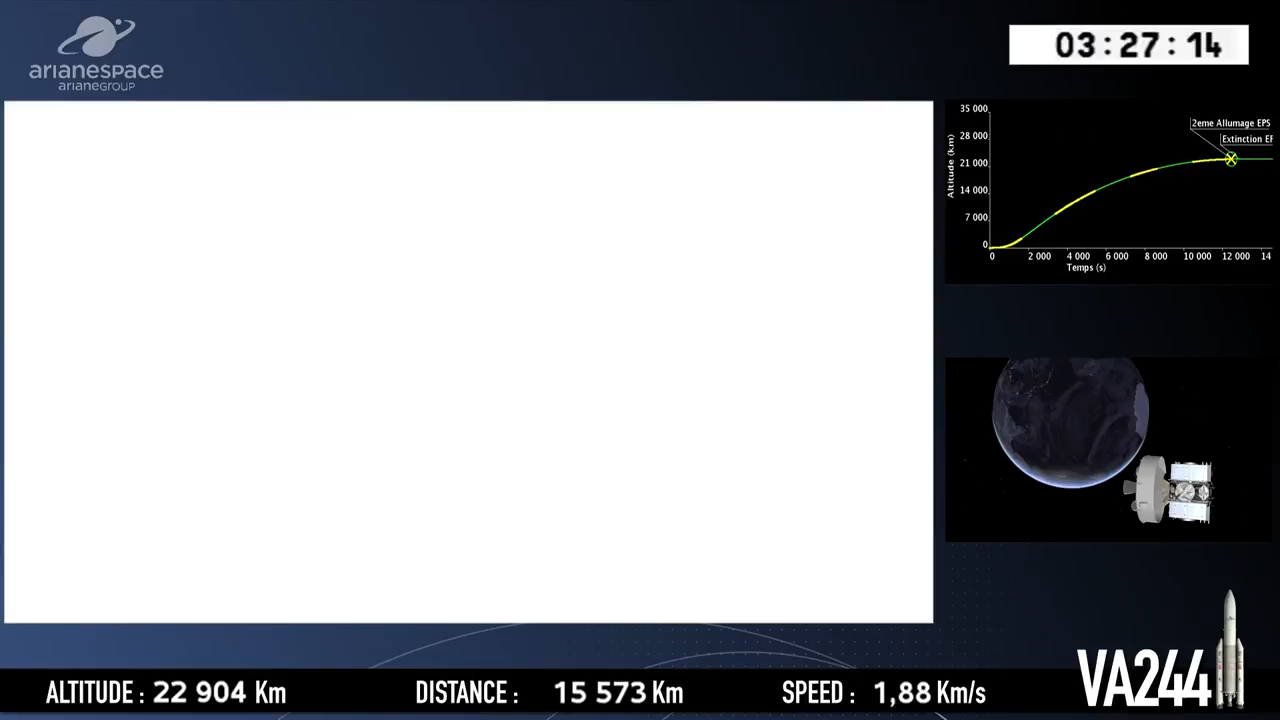 arianespace
arianeGROUP
03:27:14
35 000
28 000
21 000
14 000
7 000
0
Altitude (km)
2eme Allumage EPS
Extinction EF
0 2 000 4 000 6 000 8 000 10 000 12 000 14
Temps (s)
VA244
ALTITUDE : 22 904 Km DISTANCE : 15 573 Km SPEED : 1,88 Km/s